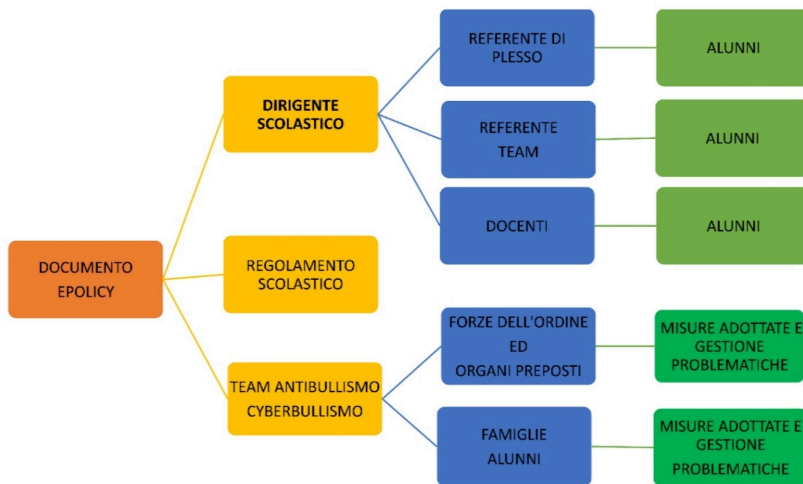 DOCUMENTO
EPOLICY
DIRIGENTE
SCOLASTICO
REGOLAMENTO
SCOLASTICO
TEAM ANTIBULLISMO
CYBERBULLISMO
REFERENTE DI
PLESSO
REFERENTE
TEAM
DOCENTI
FORZE DELL'ORDINE
ED
ORGANI PREPOSTI
FAMIGLIE
ALUNNI
ALUNNI
ALUNNI
ALUNNI
MISURE ADOTTATE E
GESTIONE
PROBLEMATICHE
MISURE ADOTTATE E
GESTIONE
PROBLEMATICHE